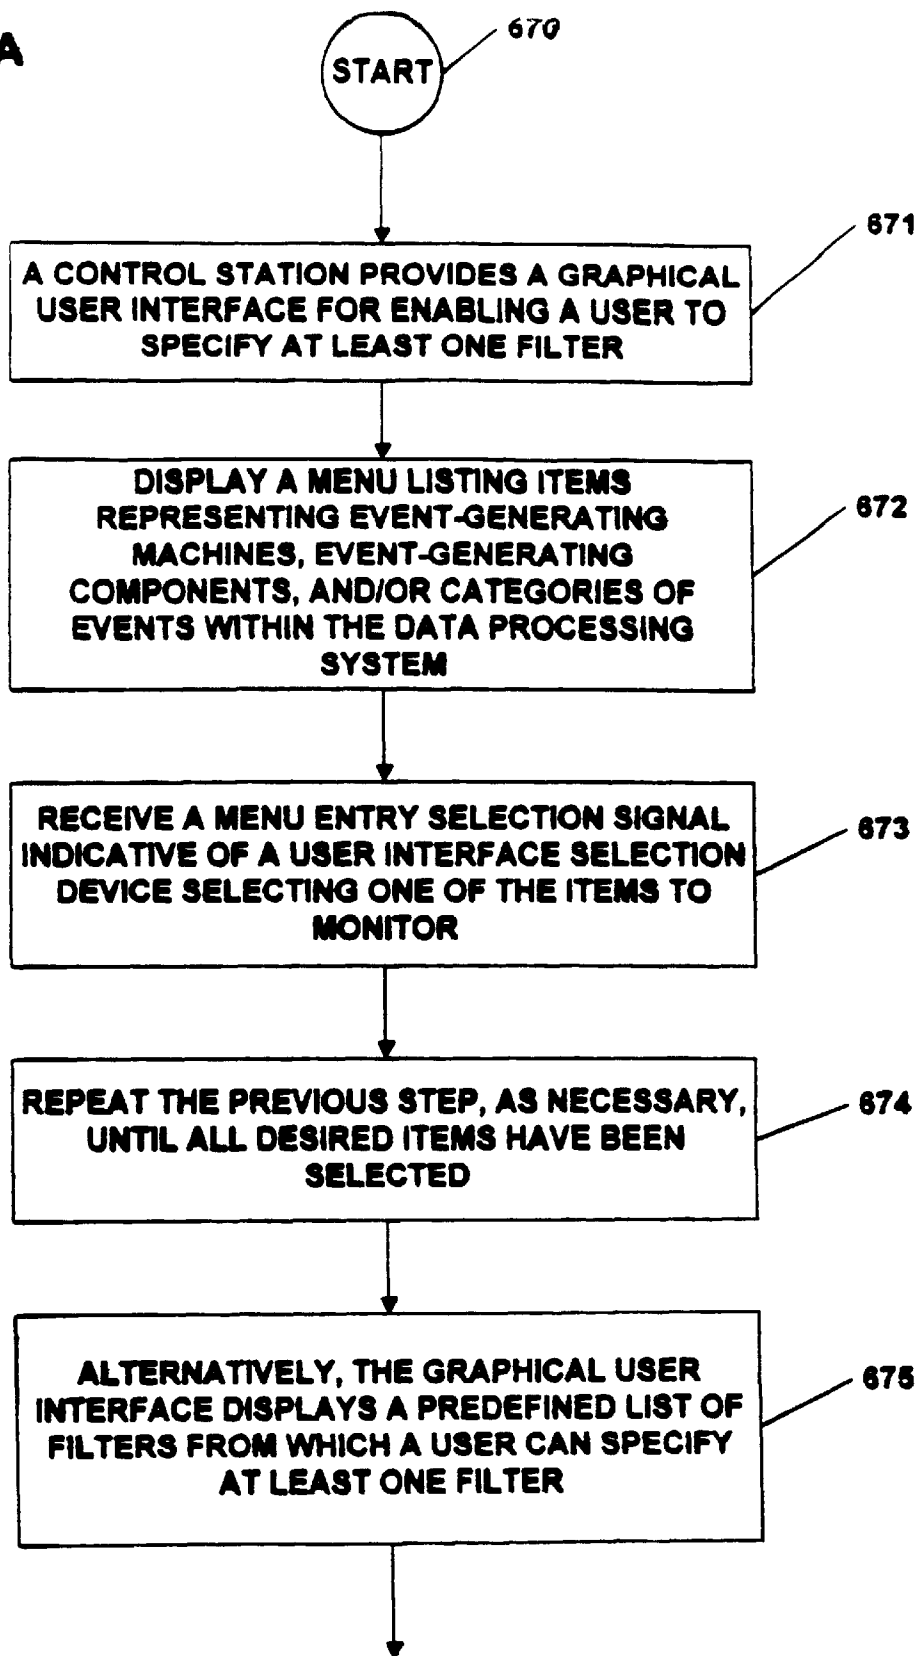 A
670
START
671
A CONTROL STATION PROVIDES A GRAPHICAL
USER INTERFACE FOR ENABLING A USER TO
SPECIFY AT LEAST ONE FILTER
672
DISPLAY A MENU LISTING ITEMS
REPRESENTING EVENT-GENERATING
MACHINES, EVENT-GENERATING
COMPONENTS, AND/OR CATEGORIES OF
EVENTS WITHIN THE DATA PROCESSING
SYSTEM
673
RECEIVE A MENU ENTRY SELECTION SIGNAL
INDICATIVE OF A USER INTERFACE SELECTION
DEVICE SELECTING ONE OF THE ITEMS TO
MONITOR
674
REPEAT THE PREVIOUS STEP, AS NECESSARY,
UNTIL ALL DESIRED ITEMS HAVE BEEN
SELECTED
675
ALTERNATIVELY, THE GRAPHICAL USER
INTERFACE DISPLAYS A PREDEFINED LIST OF
FILTERS FROM WHICH A USER CAN SPECIFY
AT LEAST ONE FILTER